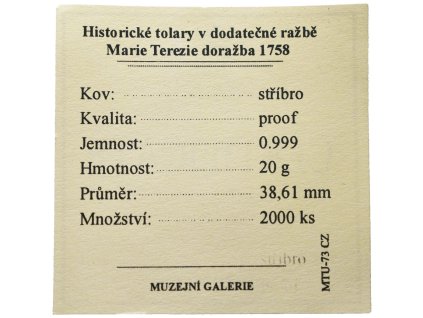 Historické tolary v dodatečné ražbě
Marie Terezie doražba 1758
Kov: stříbro
Kvalita: proof
Jemnost: 0.999
Hmotnost: 20 g
Průměr: 38,61 mm
Množství: 2000 ks
stříbro
MUZEJNÍ GALERIE
MTU-73 CZ